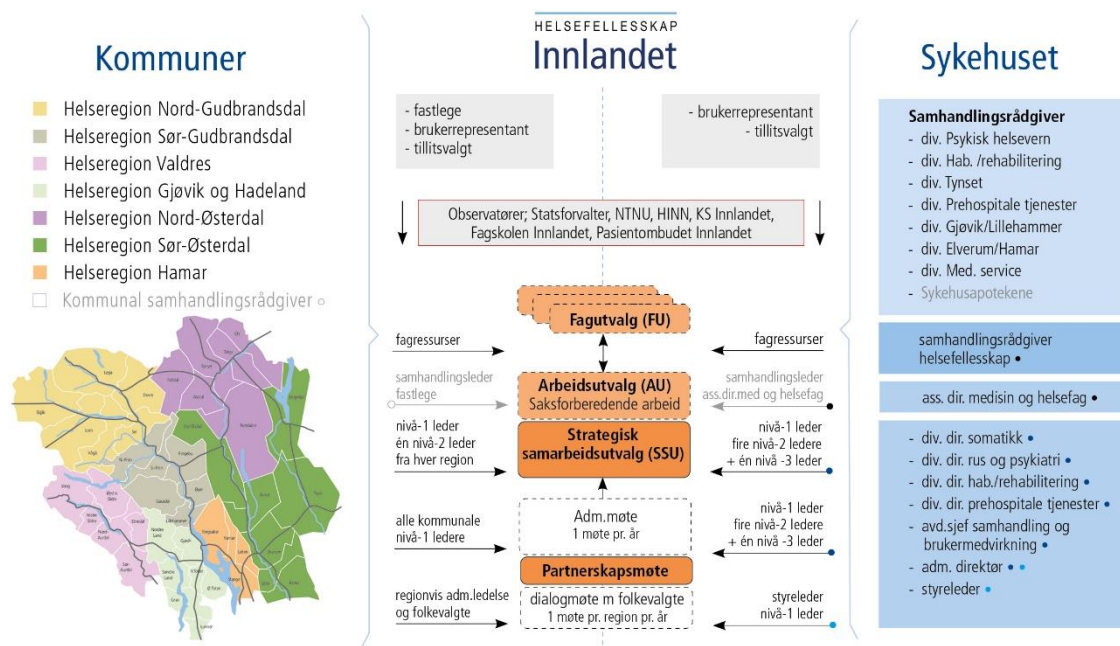 HELSEFELLESSKAP
Innlandet
Kommuner
Helseregion Nord-Gudbrandsdal
Helseregion Sør-Gudbrandsdal
Helseregion Valdres
Helseregion Gjøvik og Hadeland
Helseregion Nord-Østerdal
Helseregion Sør-Østerdal
Helseregion Hamar
Kommunal samhandlingsrådgiver
- fastlege
- brukerrepresentant
- tillitsvalgt
- brukerrepresentant
- tillitsvalgt
Observatører; Statsforvalter, NTNU, HINN, KS Innlandet,
Fagskolen Innlandet, Pasientombudet Innlandet
Fagutvalg (FU)
fagressurser
fagressurser
samhandlingsleder
fastlege
Arbeidsutvalg (AU)
Saksforberedende arbeid
samhandlingsleder
ass.dir.med og helsefag
nivå-1 leder
én nivå-2 leder
fra hver region
Strategisk
samarbeidsutvalg (SSU)
nivå-1 leder
fire nivå-2 ledere
+ én nivå -3 leder
alle kommunale
nivå-1 ledere
Adm.møte
1 møte pr. år
nivå-1 leder
fire nivå-2 ledere
+ én nivå -3 leder
Partnerskapsmøte
regionvis adm.ledelse
og folkevalgte
dialogmøte m folkevalgte
1 møte pr. region pr. år
styreleder
nivå-1 leder
Sykehuset
Samhandlingsrådgiver
- div. Psykisk helsevern
- div. Hab. /rehabilitering
- div. Tynset
- div. Prehospitale tjenester
- div. Gjøvik/Lillehammer
- div. Elverum/Hamar
- div. Med. service
- Sykehusapotekene
samhandlingsrådgiver
helsefellesskap •
ass. dir. medisin og helsefag •
- div. dir. somatikk •
- div. dir. rus og psykiatri •
- div. dir. hab./rehabilitering •
- div. dir. prehospitale tjenester •
- avd.sjef samhandling og
brukermedvirkning •
- adm. direktør • •
- styreleder •